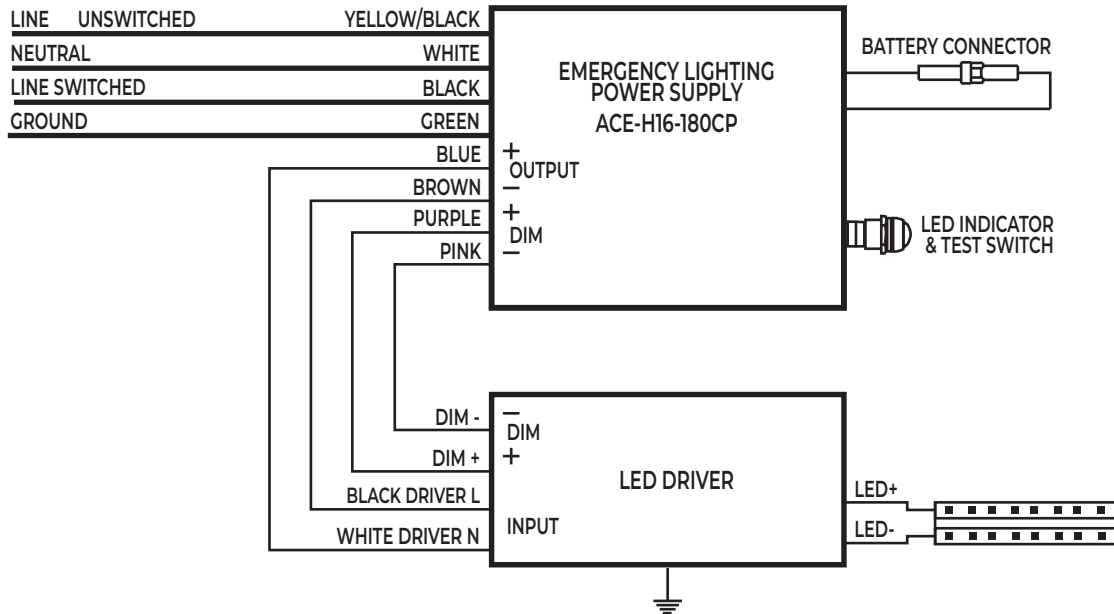 LINE UNSWITCHED YELLOW/BLACK
NEUTRAL WHITE
LINE SWITCHED BLACK
GROUND GREEN
BLUE
BROWN
PURPLE
PINK
+
OUTPUT
−
+
DIM
−
EMERGENCY LIGHTING
POWER SUPPLY
ACE-H16-180CP
BATTERY CONNECTOR
LED INDICATOR
& TEST SWITCH
DIM -
DIM +
BLACK DRIVER L
WHITE DRIVER N
−
DIM
+
INPUT
LED DRIVER
LED+
LED-